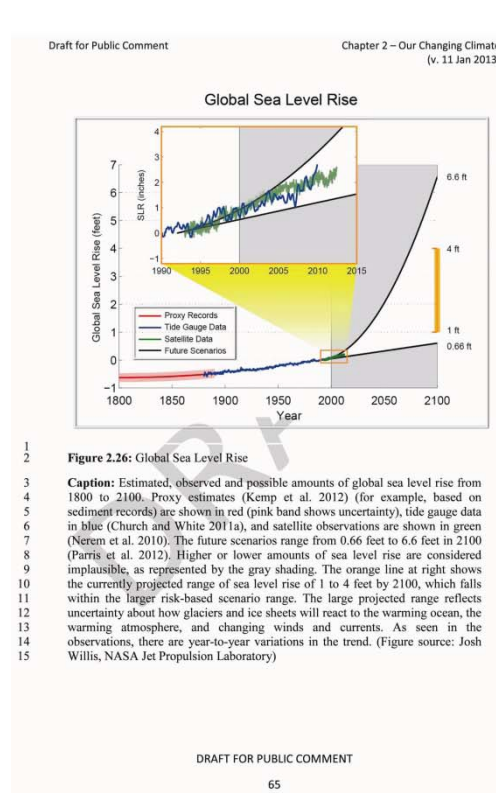 Draft for Public Comment
Chapter 2 – Our Changing Climate
(v. 11 Jan 2013
Global Sea Level Rise
7
6
5
4
3
2
1
0
−1
Global Sea Level Rise (feet)
4
3
2
1
0
−1
SLR (inches)
1990 1995 2000 2005 2010 2015
Proxy Records
Tide Gauge Data
Satellite Data
Future Scenarios
6.6 ft
4 ft
1 ft
0.66 ft
1800 1850 1900 1950 2000 2050 2100
Year
DRA
1
2 Figure 2.26: Global Sea Level Rise
3 Caption: Estimated, observed and possible amounts of global sea level rise from
4 1800 to 2100. Proxy estimates (Kemp et al. 2012) (for example, based on
5 sediment records) are shown in red (pink band shows uncertainty), tide gauge data
6 in blue (Church and White 2011a), and satellite observations are shown in green
7 (Nerem et al. 2010). The future scenarios range from 0.66 feet to 6.6 feet in 2100
8 (Parris et al. 2012). Higher or lower amounts of sea level rise are considered
9 implausible, as represented by the gray shading. The orange line at right shows
10 the currently projected range of sea level rise of 1 to 4 feet by 2100, which falls
11 within the larger risk-based scenario range. The large projected range reflects
12 uncertainty about how glaciers and ice sheets will react to the warming ocean, the
13 warming atmosphere, and changing winds and currents. As seen in the
14 observations, there are year-to-year variations in the trend. (Figure source: Josh
15 Willis, NASA Jet Propulsion Laboratory)
DRAFT FOR PUBLIC COMMENT
65